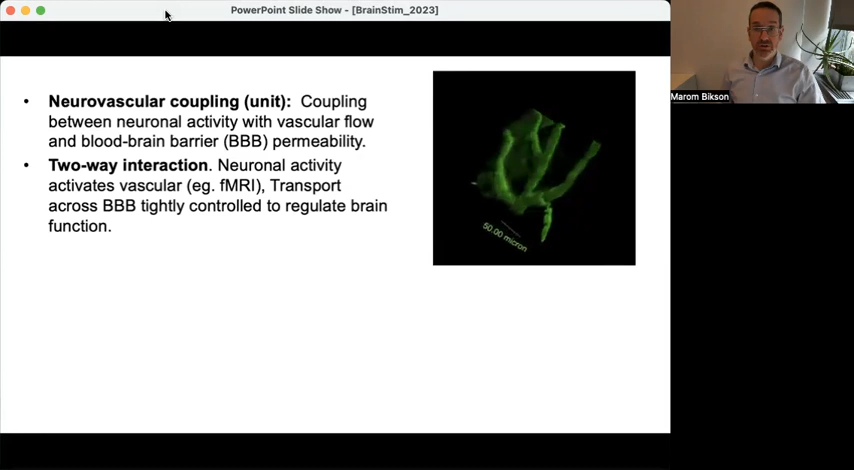 PowerPoint Slide Show - [BrainStim_2023]
• Neurovascular coupling (unit): Coupling
between neuronal activity with vascular flow
and blood-brain barrier (BBB) permeability.
• Two-way interaction. Neuronal activity
activates vascular (eg. fMRI), Transport
across BBB tightly controlled to regulate brain
function.
50.00 micron
Marom Bikson